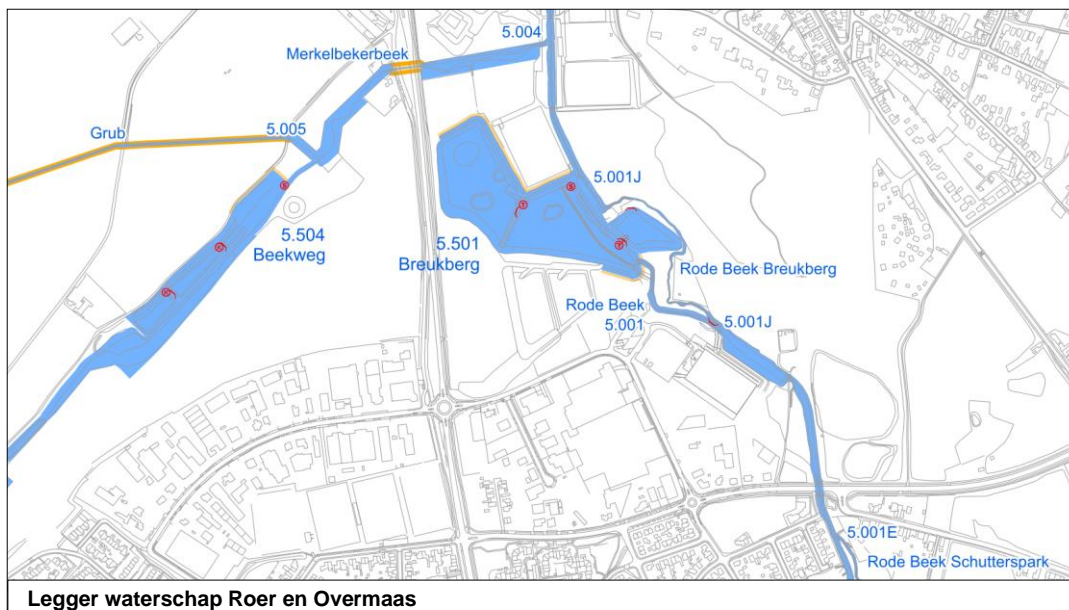 5.004
Merkelbekerbeek
Grub
5.005
5.001J
5.504
Beekweg
5.501
Breukberg
Rode Beek Breukberg
Rode Beek
5.001
5.001J
5.001E
Rode Beek Schutterspark
Legger waterschap Roer en Overmaas